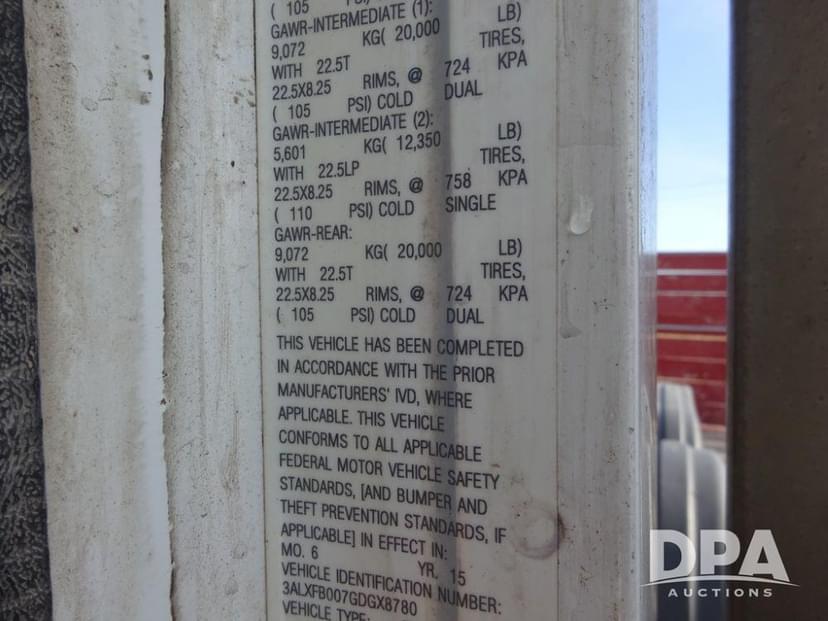 ( 105 PSI) COLD
GAWR-INTERMEDIATE (1):
9,072 KG( 20,000 LB)
WITH 22.5T TIRES,
22.5X8.25 RIMS, @ 724 KPA
( 105 PSI) COLD DUAL
GAWR-INTERMEDIATE (2):
5,601 KG( 12,350 LB)
WITH 22.5LP TIRES,
22.5X8.25 RIMS, @ 758 KPA
( 110 PSI) COLD SINGLE
GAWR-REAR:
9,072 KG( 20,000 LB)
WITH 22.5T TIRES,
22.5X8.25 RIMS, @ 724 KPA
( 105 PSI) COLD DUAL
THIS VEHICLE HAS BEEN COMPLETED
IN ACCORDANCE WITH THE PRIOR
MANUFACTURERS' IVD, WHERE
APPLICABLE. THIS VEHICLE
CONFORMS TO ALL APPLICABLE
FEDERAL MOTOR VEHICLE SAFETY
STANDARDS, [AND BUMPER AND
THEFT PREVENTION STANDARDS, IF
APPLICABLE] IN EFFECT IN:
MO. 6 YR. 15
VEHICLE IDENTIFICATION NUMBER:
3ALXFB007GDGX8780
VEHICLE TYPE:
DPA
AUCTIONS